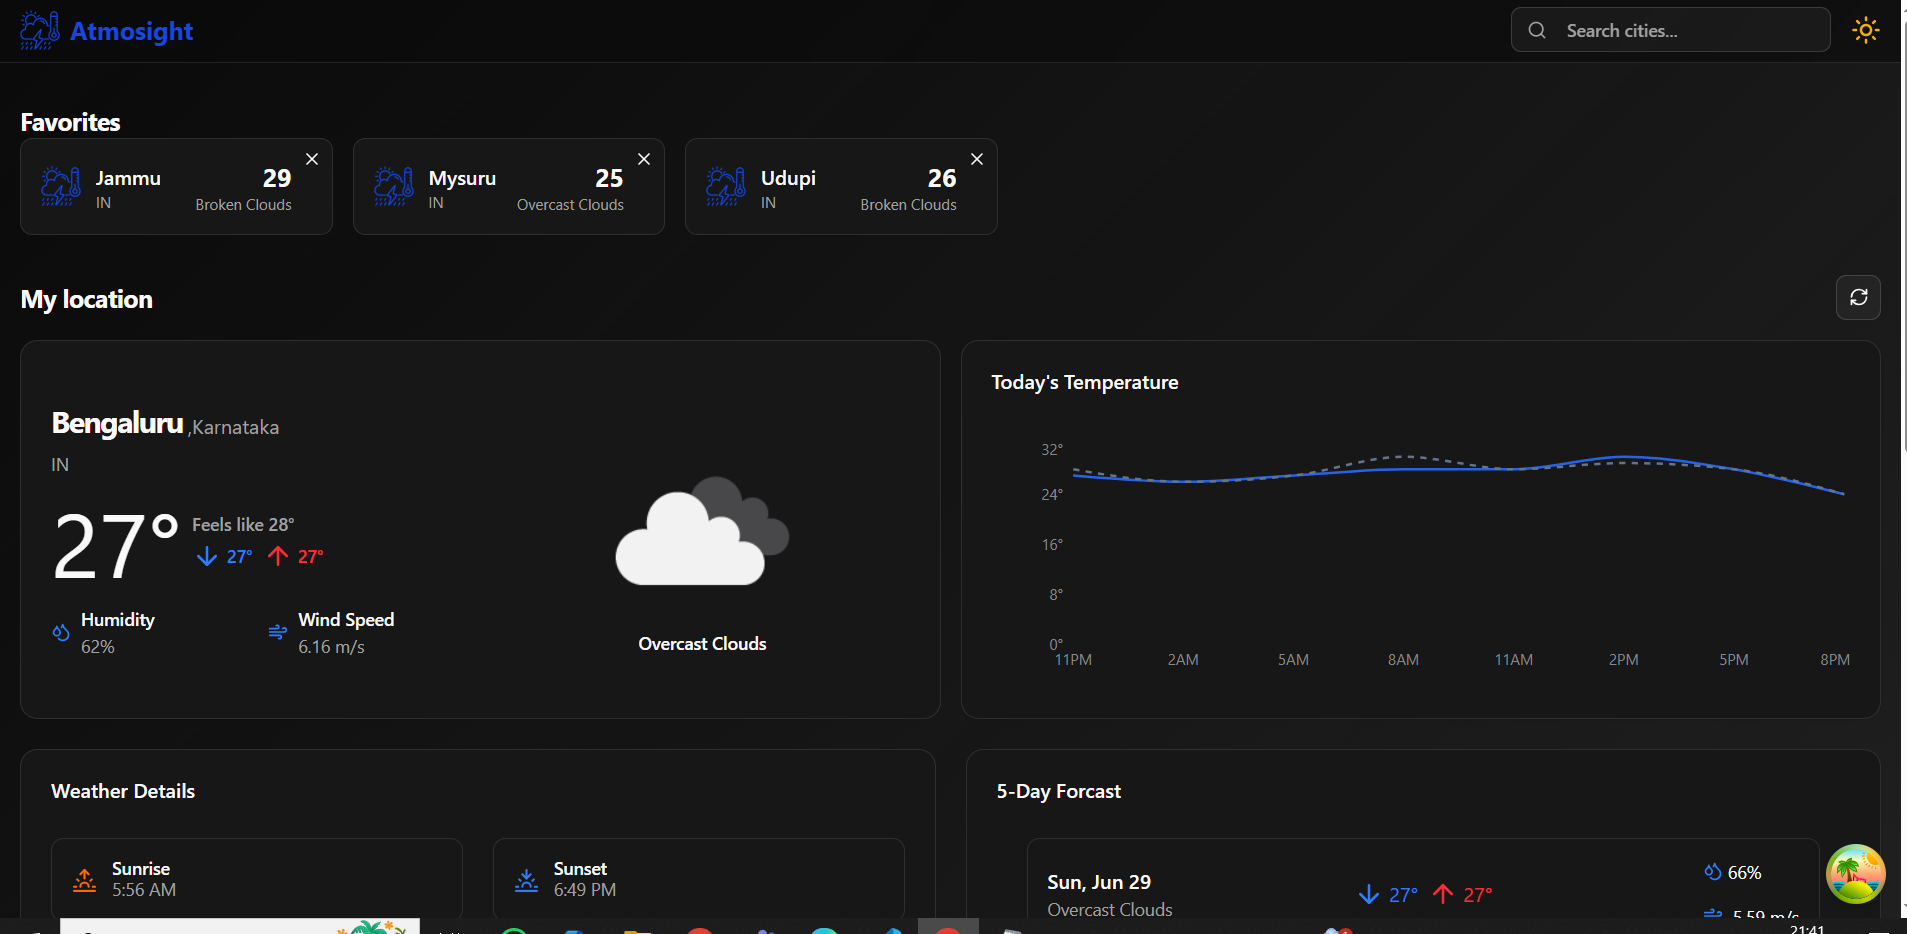 Atmosight
Search cities...
Favorites
Jammu
IN
29
Broken Clouds
Mysuru
IN
25
Overcast Clouds
Udupi
IN
26
Broken Clouds
My location
Bengaluru ,Karnataka
IN
27°
Feels like 28°
27° 27°
Humidity
62%
Wind Speed
6.16 m/s
Overcast Clouds
Today's Temperature
32°
24°
16°
8°
0°
11PM 2AM 5AM 8AM 11AM 2PM 5PM 8PM
Weather Details
Sunrise
5:56 AM
Sunset
6:49 PM
5-Day Forcast
Sun, Jun 29
Overcast Clouds
27° 27°
66%
5.59 m/s
21:41